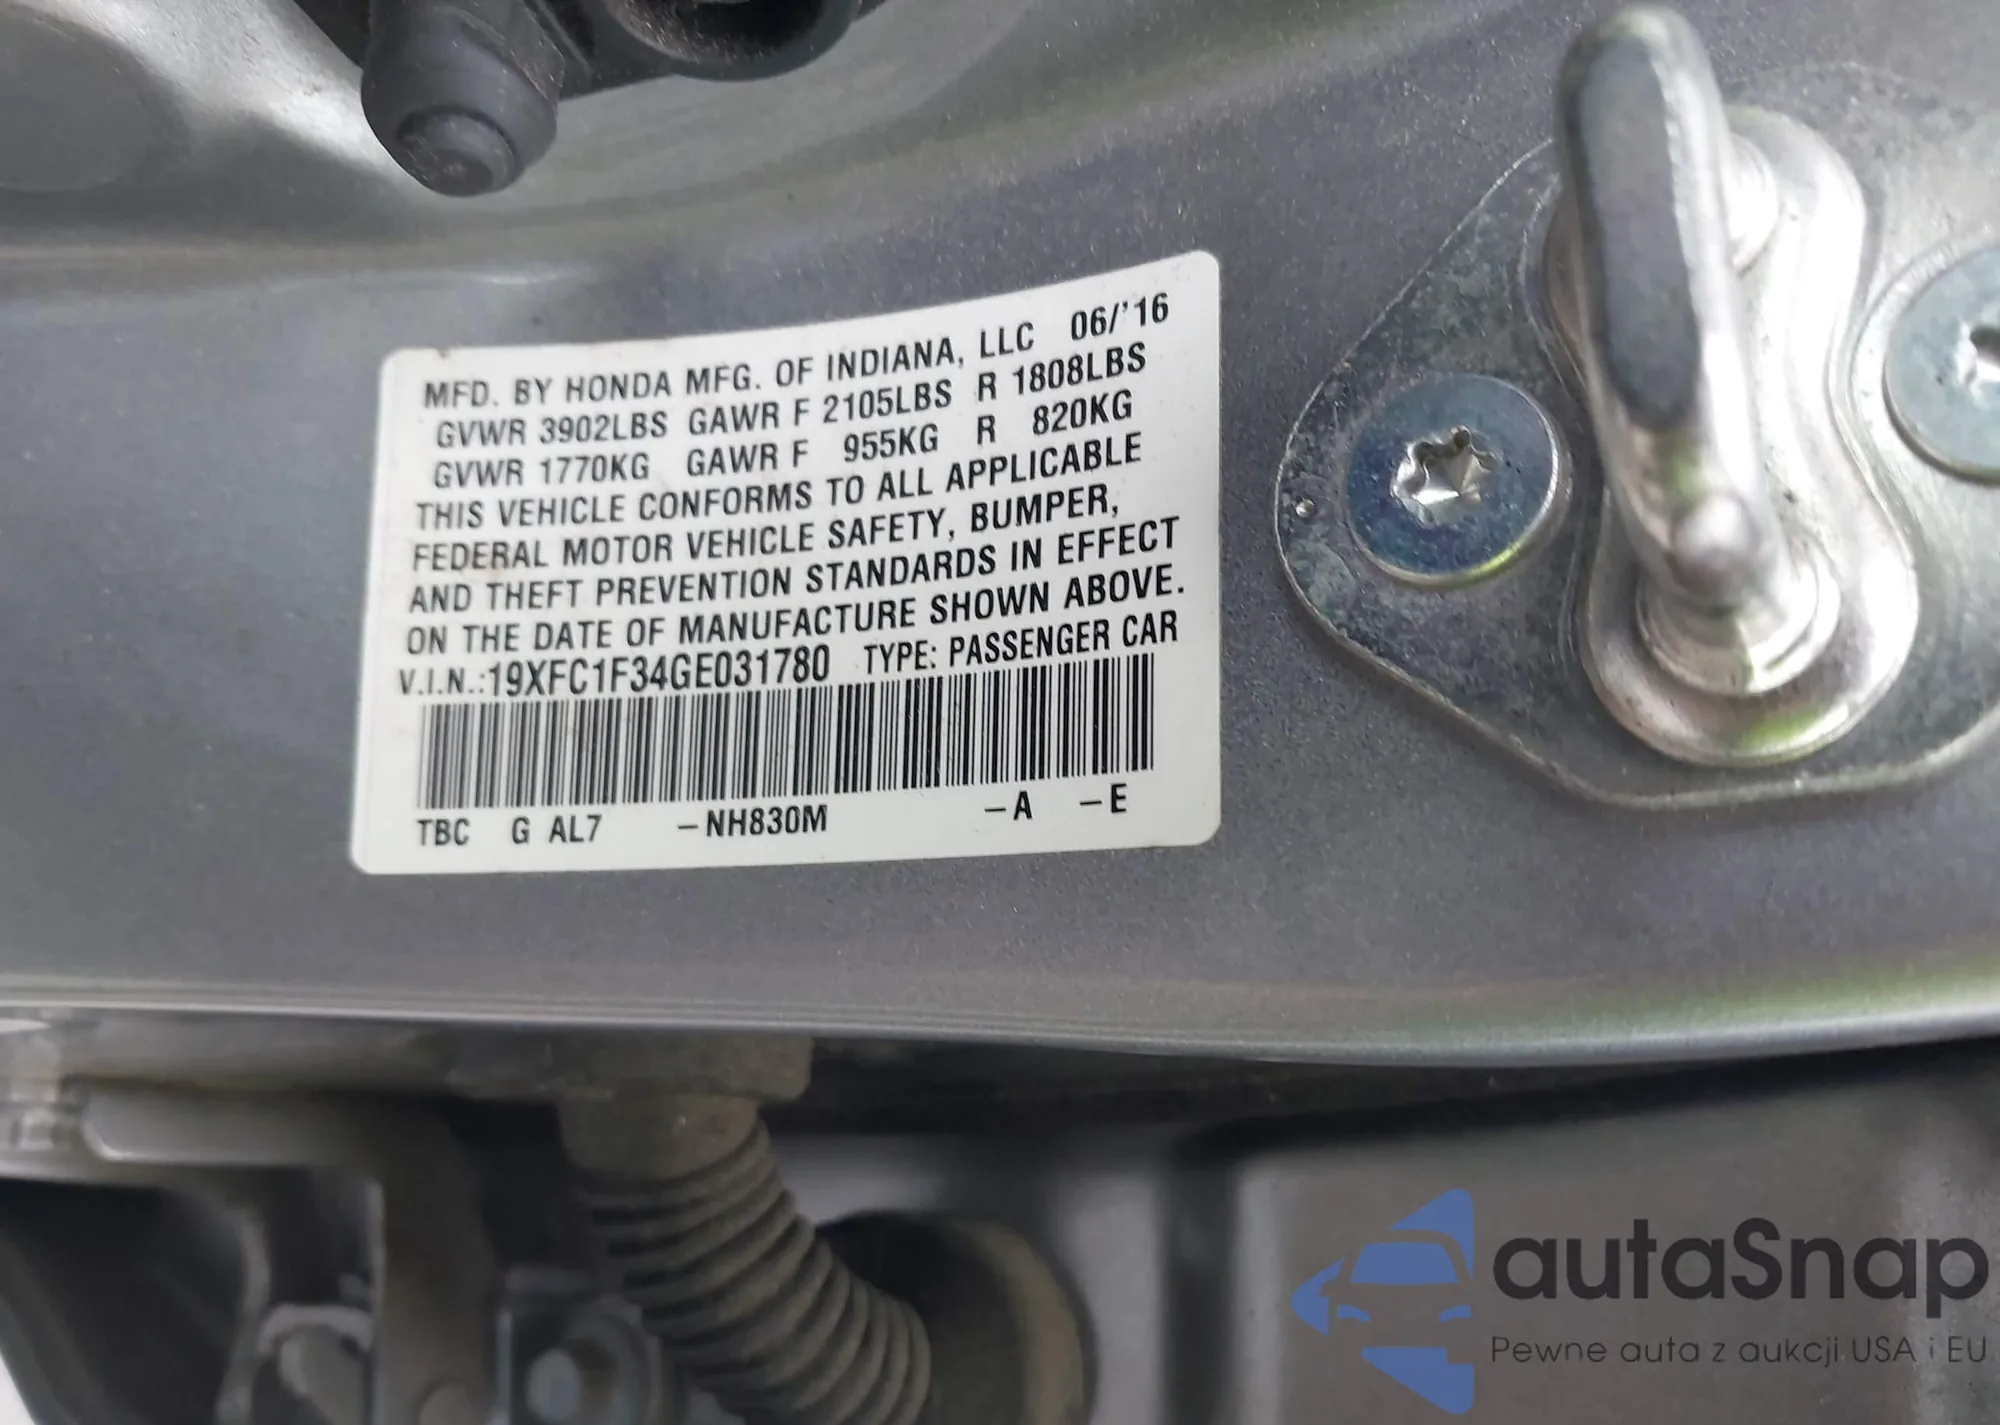 MFD. BY HONDA MFG. OF INDIANA, LLC 06/'16
GVWR 3902LBS GAWR F 2105LBS R 1808LBS
GVWR 1770KG GAWR F 955KG R 820KG
THIS VEHICLE CONFORMS TO ALL APPLICABLE
FEDERAL MOTOR VEHICLE SAFETY, BUMPER,
AND THEFT PREVENTION STANDARDS IN EFFECT
ON THE DATE OF MANUFACTURE SHOWN ABOVE.
V.I.N.:19XFC1F34GE031780 TYPE: PASSENGER CAR
TBC G AL7 –NH830M –A –E
autaSnap
Pewne auta z aukcji USA i EU